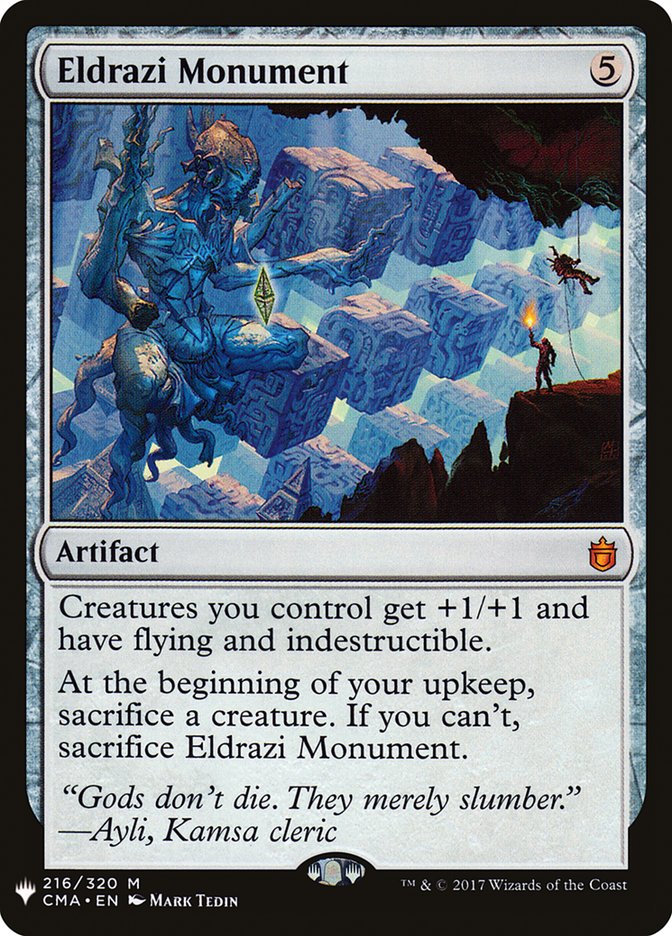 Eldrazi Monument 5
Artifact
Creatures you control get +1/+1 and
have flying and indestructible.
At the beginning of your upkeep,
sacrifice a creature. If you can't,
sacrifice Eldrazi Monument.
“Gods don't die. They merely slumber.”
—Ayli, Kamsa cleric
216/320 M
CMA • EN Mark Tedin
™ & © 2017 Wizards of the Coast